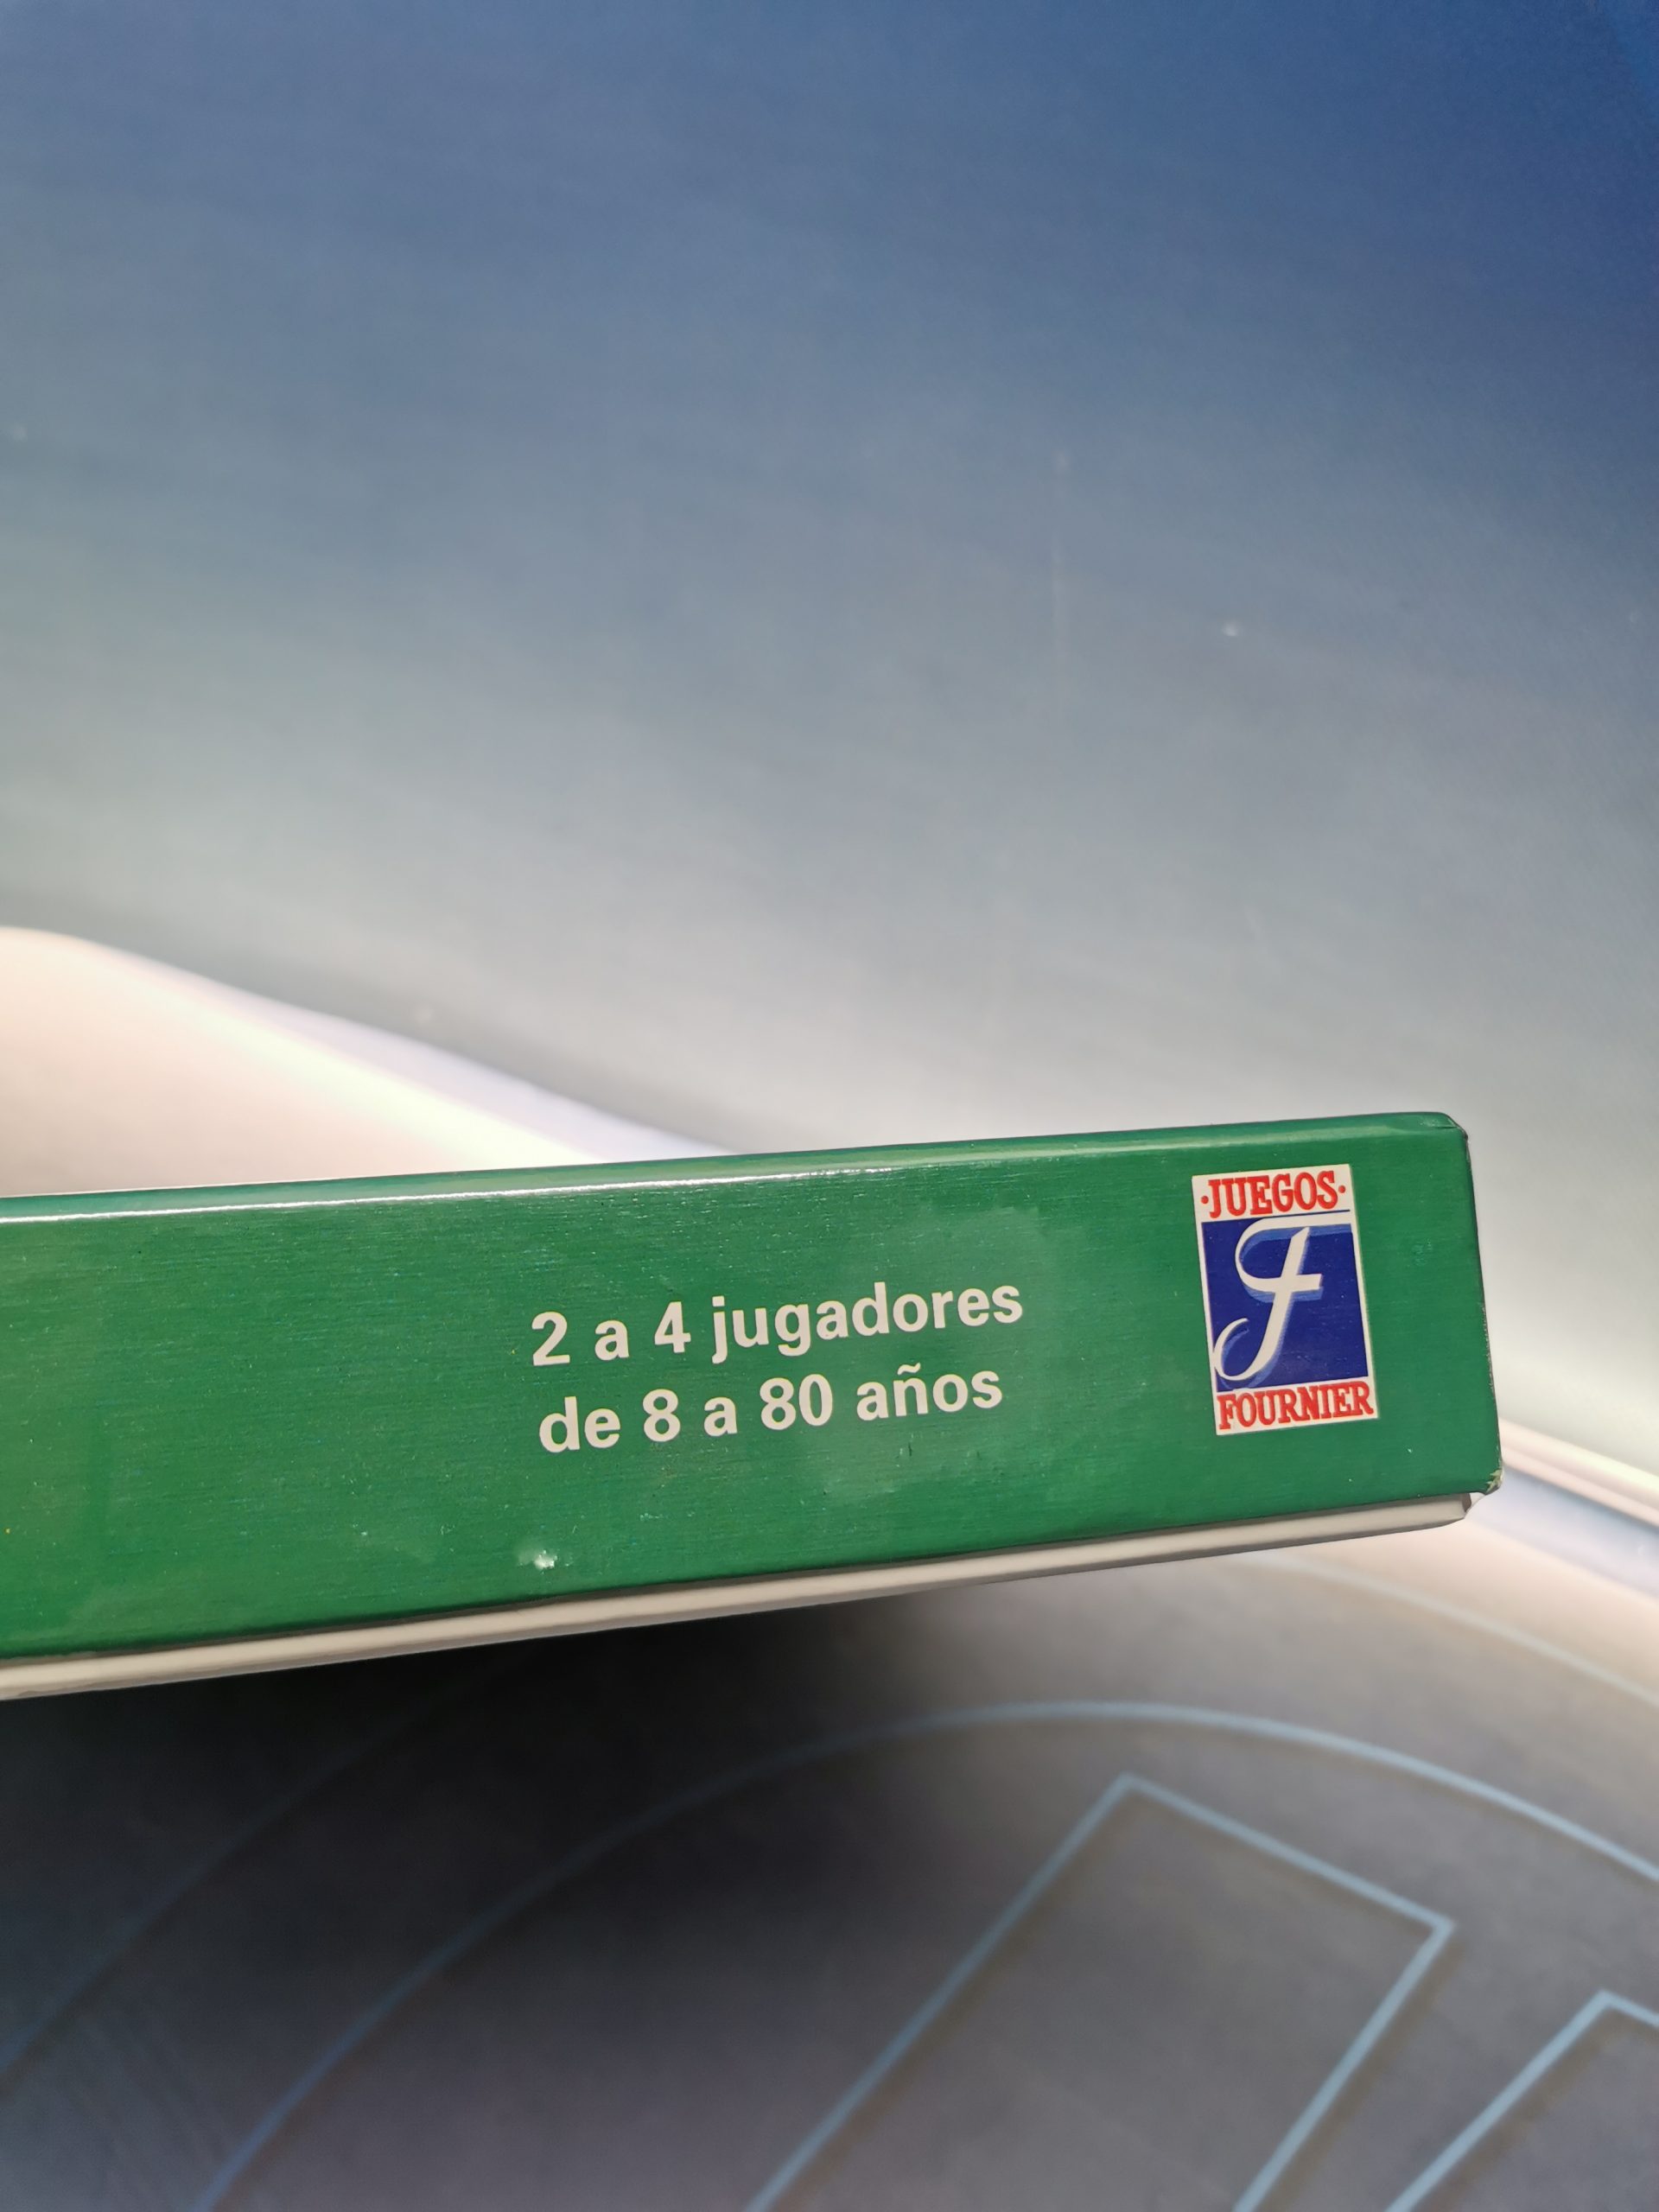 2 a 4 jugadores
de 8 a 80 años
·JUEGOS·
F
FOURNIER